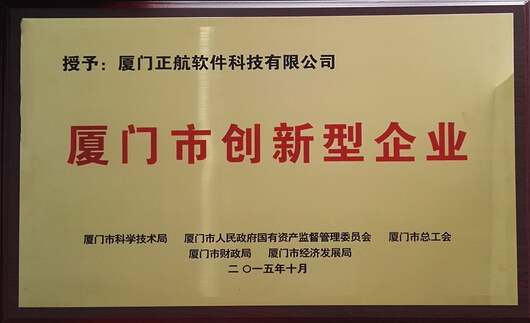 授予：厦门正航软件科技有限公司
厦门市创新型企业
厦门市科学技术局 厦门市人民政府国有资产监督管理委员会 厦门市总工会
厦门市财政局 厦门市经济发展局
二〇一五年十月